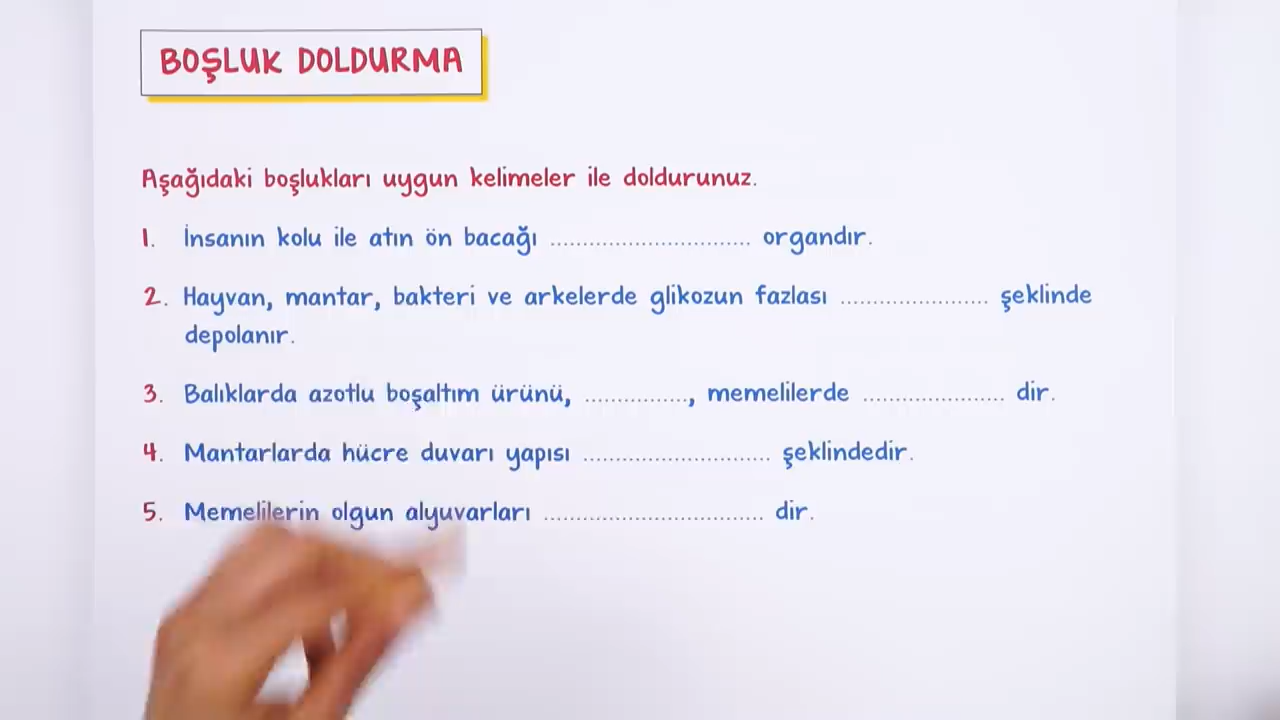 BOŞLUK DOLDURMA
Aşağıdaki boşlukları uygun kelimeler ile doldurunuz.
1. İnsanın kolu ile atın ön bacağı .............................. organdır.
2. Hayvan, mantar, bakteri ve arkelerde glikozun fazlası ...................... şeklinde
depolanır.
3. Balıklarda azotlu boşaltım ürünü, ................, memelilerde ..................... dir.
4. Mantarlarda hücre duvarı yapısı ............................ şeklindedir.
5. Memelilerin olgun alyuvarları ................................. dir.